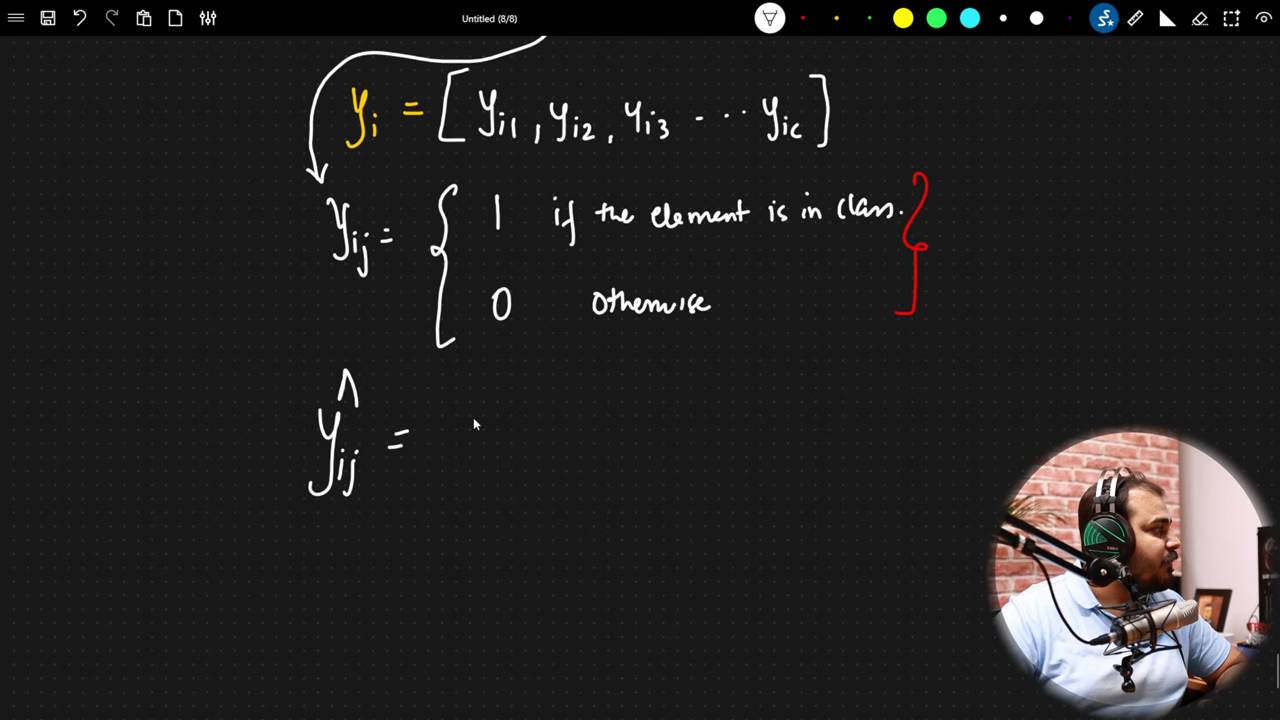 Untitled (8/8)
yi = [ yi1, yi2, yi3 - - - yic ]
yij = { 1 if the element is in class.
0 otherwise
ŷij =